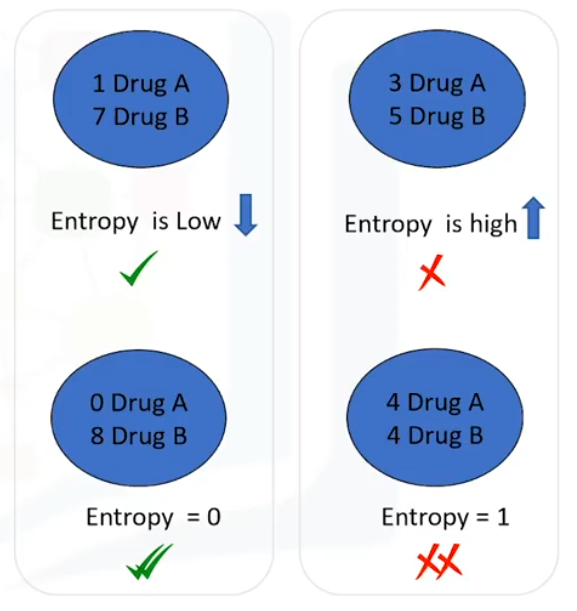 1 Drug A
7 Drug B
Entropy is Low
3 Drug A
5 Drug B
Entropy is high
0 Drug A
8 Drug B
Entropy = 0
4 Drug A
4 Drug B
Entropy = 1